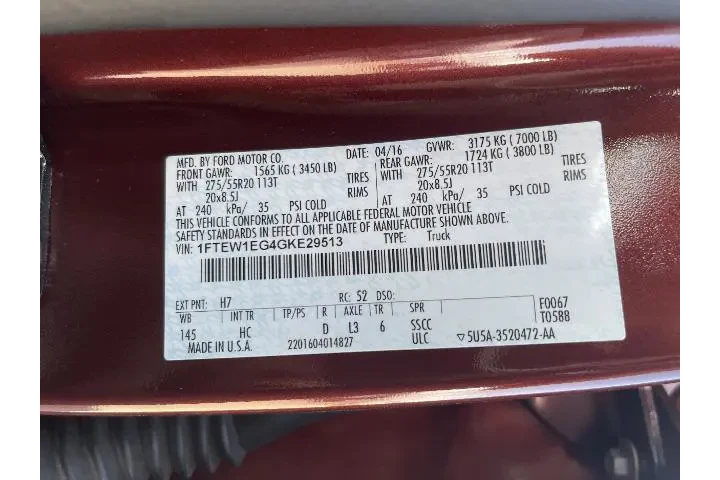 MFD. BY FORD MOTOR CO. DATE: 04/16 GVWR: 3175 KG ( 7000 LB)
FRONT GAWR: 1565 KG ( 3450 LB) REAR GAWR: 1724 KG ( 3800 LB)
WITH 275/55R20 113T TIRES WITH 275/55R20 113T TIRES
20x8.5J RIMS 20x8.5J RIMS
AT 240 kPa/ 35 PSI COLD AT 240 kPa/ 35 PSI COLD
THIS VEHICLE CONFORMS TO ALL APPLICABLE FEDERAL MOTOR VEHICLE
SAFETY STANDARDS IN EFFECT ON THE DATE OF MANUFACTURE SHOWN ABOVE.
VIN: 1FTEW1EG4GKE29513 TYPE: Truck
EXT PNT: H7 RC: 52 DSO: F0067
WB INT TR TP/PS R AXLE TR SPR T0588
145 HC D L3 6 SSCC
MADE IN U.S.A. 2201604014827 ULC ▽5U5A-3520472-AA